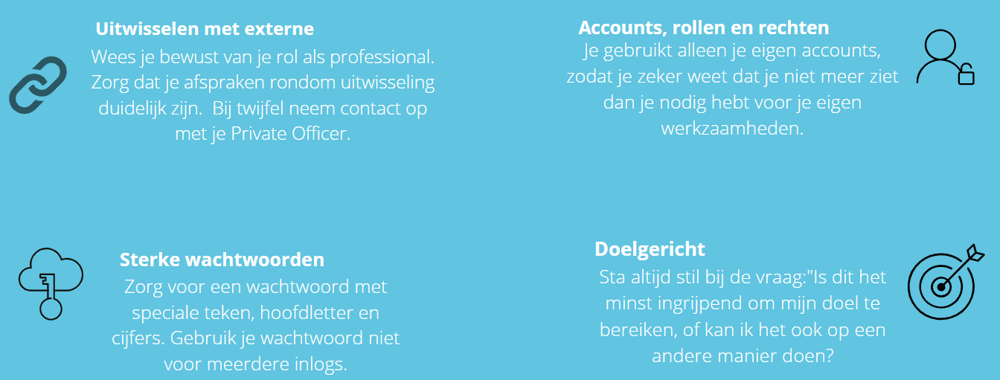 Uitwisselen met externe
Wees je bewust van je rol als professional.
Zorg dat je afspraken rondom uitwisseling
duidelijk zijn.  Bij twijfel neem contact op
met je Private Officer.
Accounts, rollen en rechten
Je gebruikt alleen je eigen accounts,
zodat je zeker weet dat je niet meer ziet
dan je nodig hebt voor je eigen
werkzaamheden.
Sterke wachtwoorden
Zorg voor een wachtwoord met
speciale teken, hoofdletter en
cijfers. Gebruik je wachtwoord niet
voor meerdere inlogs.
Doelgericht
Sta altijd stil bij de vraag:"Is dit het
minst ingrijpend om mijn doel te
bereiken, of kan ik het ook op een
andere manier doen?